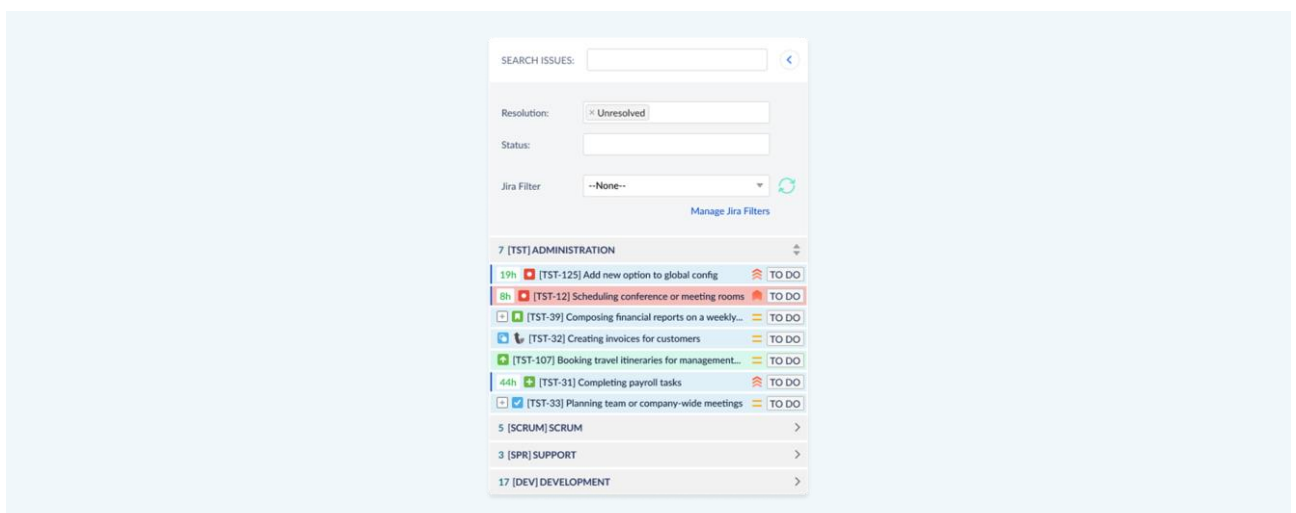 SEARCH ISSUES:
Resolution: × Unresolved
Status:
Jira Filter --None--
Manage Jira Filters
7 [TST] ADMINISTRATION
19h [TST-125] Add new option to global config TO DO
8h [TST-12] Scheduling conference or meeting rooms TO DO
[TST-39] Composing financial reports on a weekly... TO DO
[TST-32] Creating invoices for customers TO DO
[TST-107] Booking travel itineraries for management... TO DO
44h [TST-31] Completing payroll tasks TO DO
[TST-33] Planning team or company-wide meetings TO DO
5 [SCRUM] SCRUM
3 [SPR] SUPPORT
17 [DEV] DEVELOPMENT